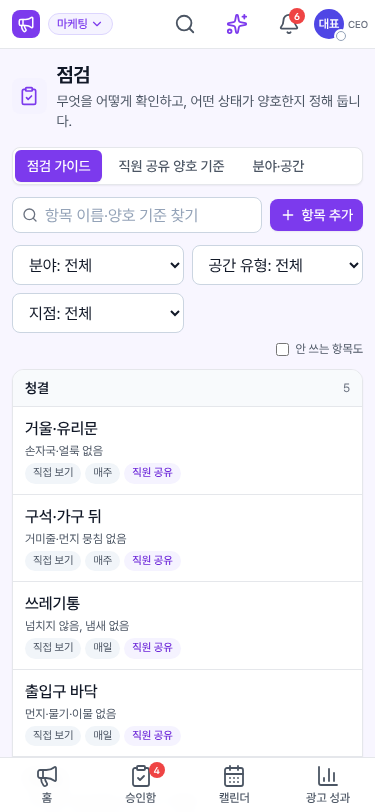 마케팅
6
대표
CEO
점검
무엇을 어떻게 확인하고, 어떤 상태가 양호한지 정해 둡니
다.
점검 가이드
직원 공유 양호 기준
분야·공간
항목 이름·양호 기준 찾기
항목 추가
분야: 전체
공간 유형: 전체
지점: 전체
안 쓰는 항목도
청결
5
거울·유리문
손자국·얼룩 없음
직접 보기 매주 직원 공유
구석·가구 뒤
거미줄·먼지 뭉침 없음
직접 보기 매주 직원 공유
쓰레기통
넘치지 않음, 냄새 없음
직접 보기 매일 직원 공유
출입구 바닥
먼지·물기·이물 없음
직접 보기 매일 직원 공유
4
홈
승인함
캘린더
광고 성과